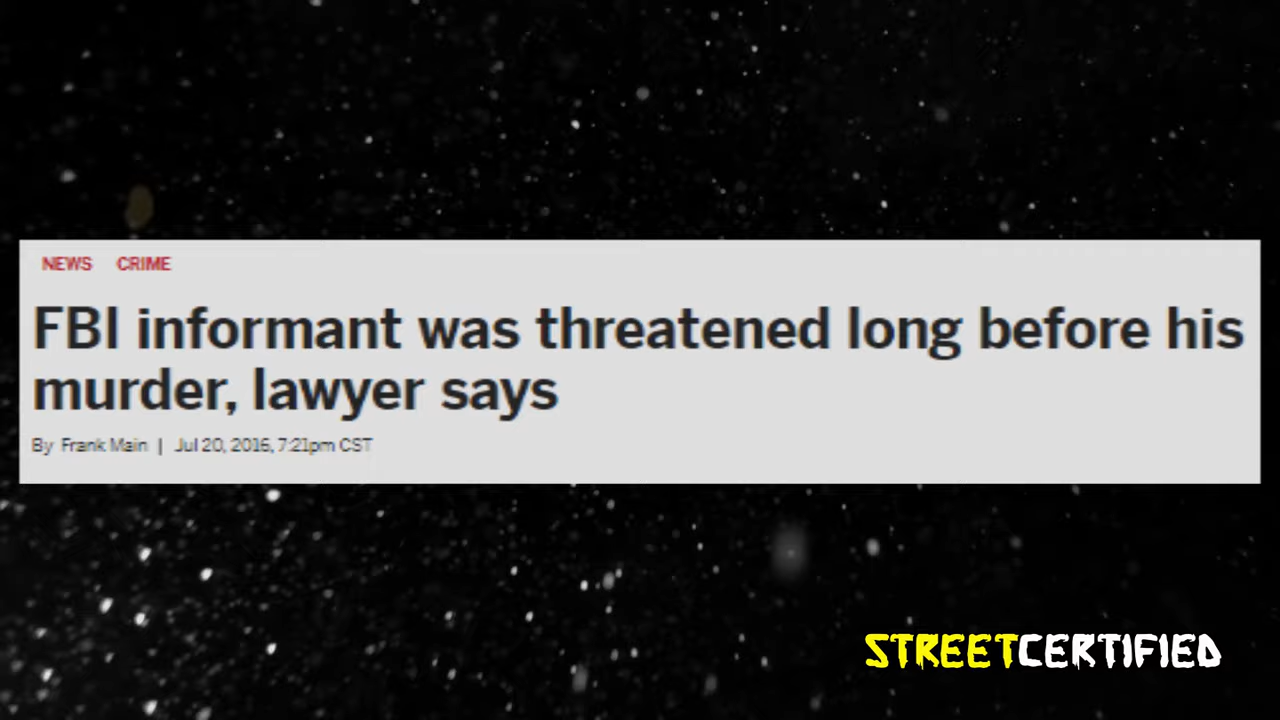 NEWS CRIME
FBI informant was threatened long before his
murder, lawyer says
By Frank Main | Jul 20, 2016, 7:21pm CST
STREETCERTIFIED